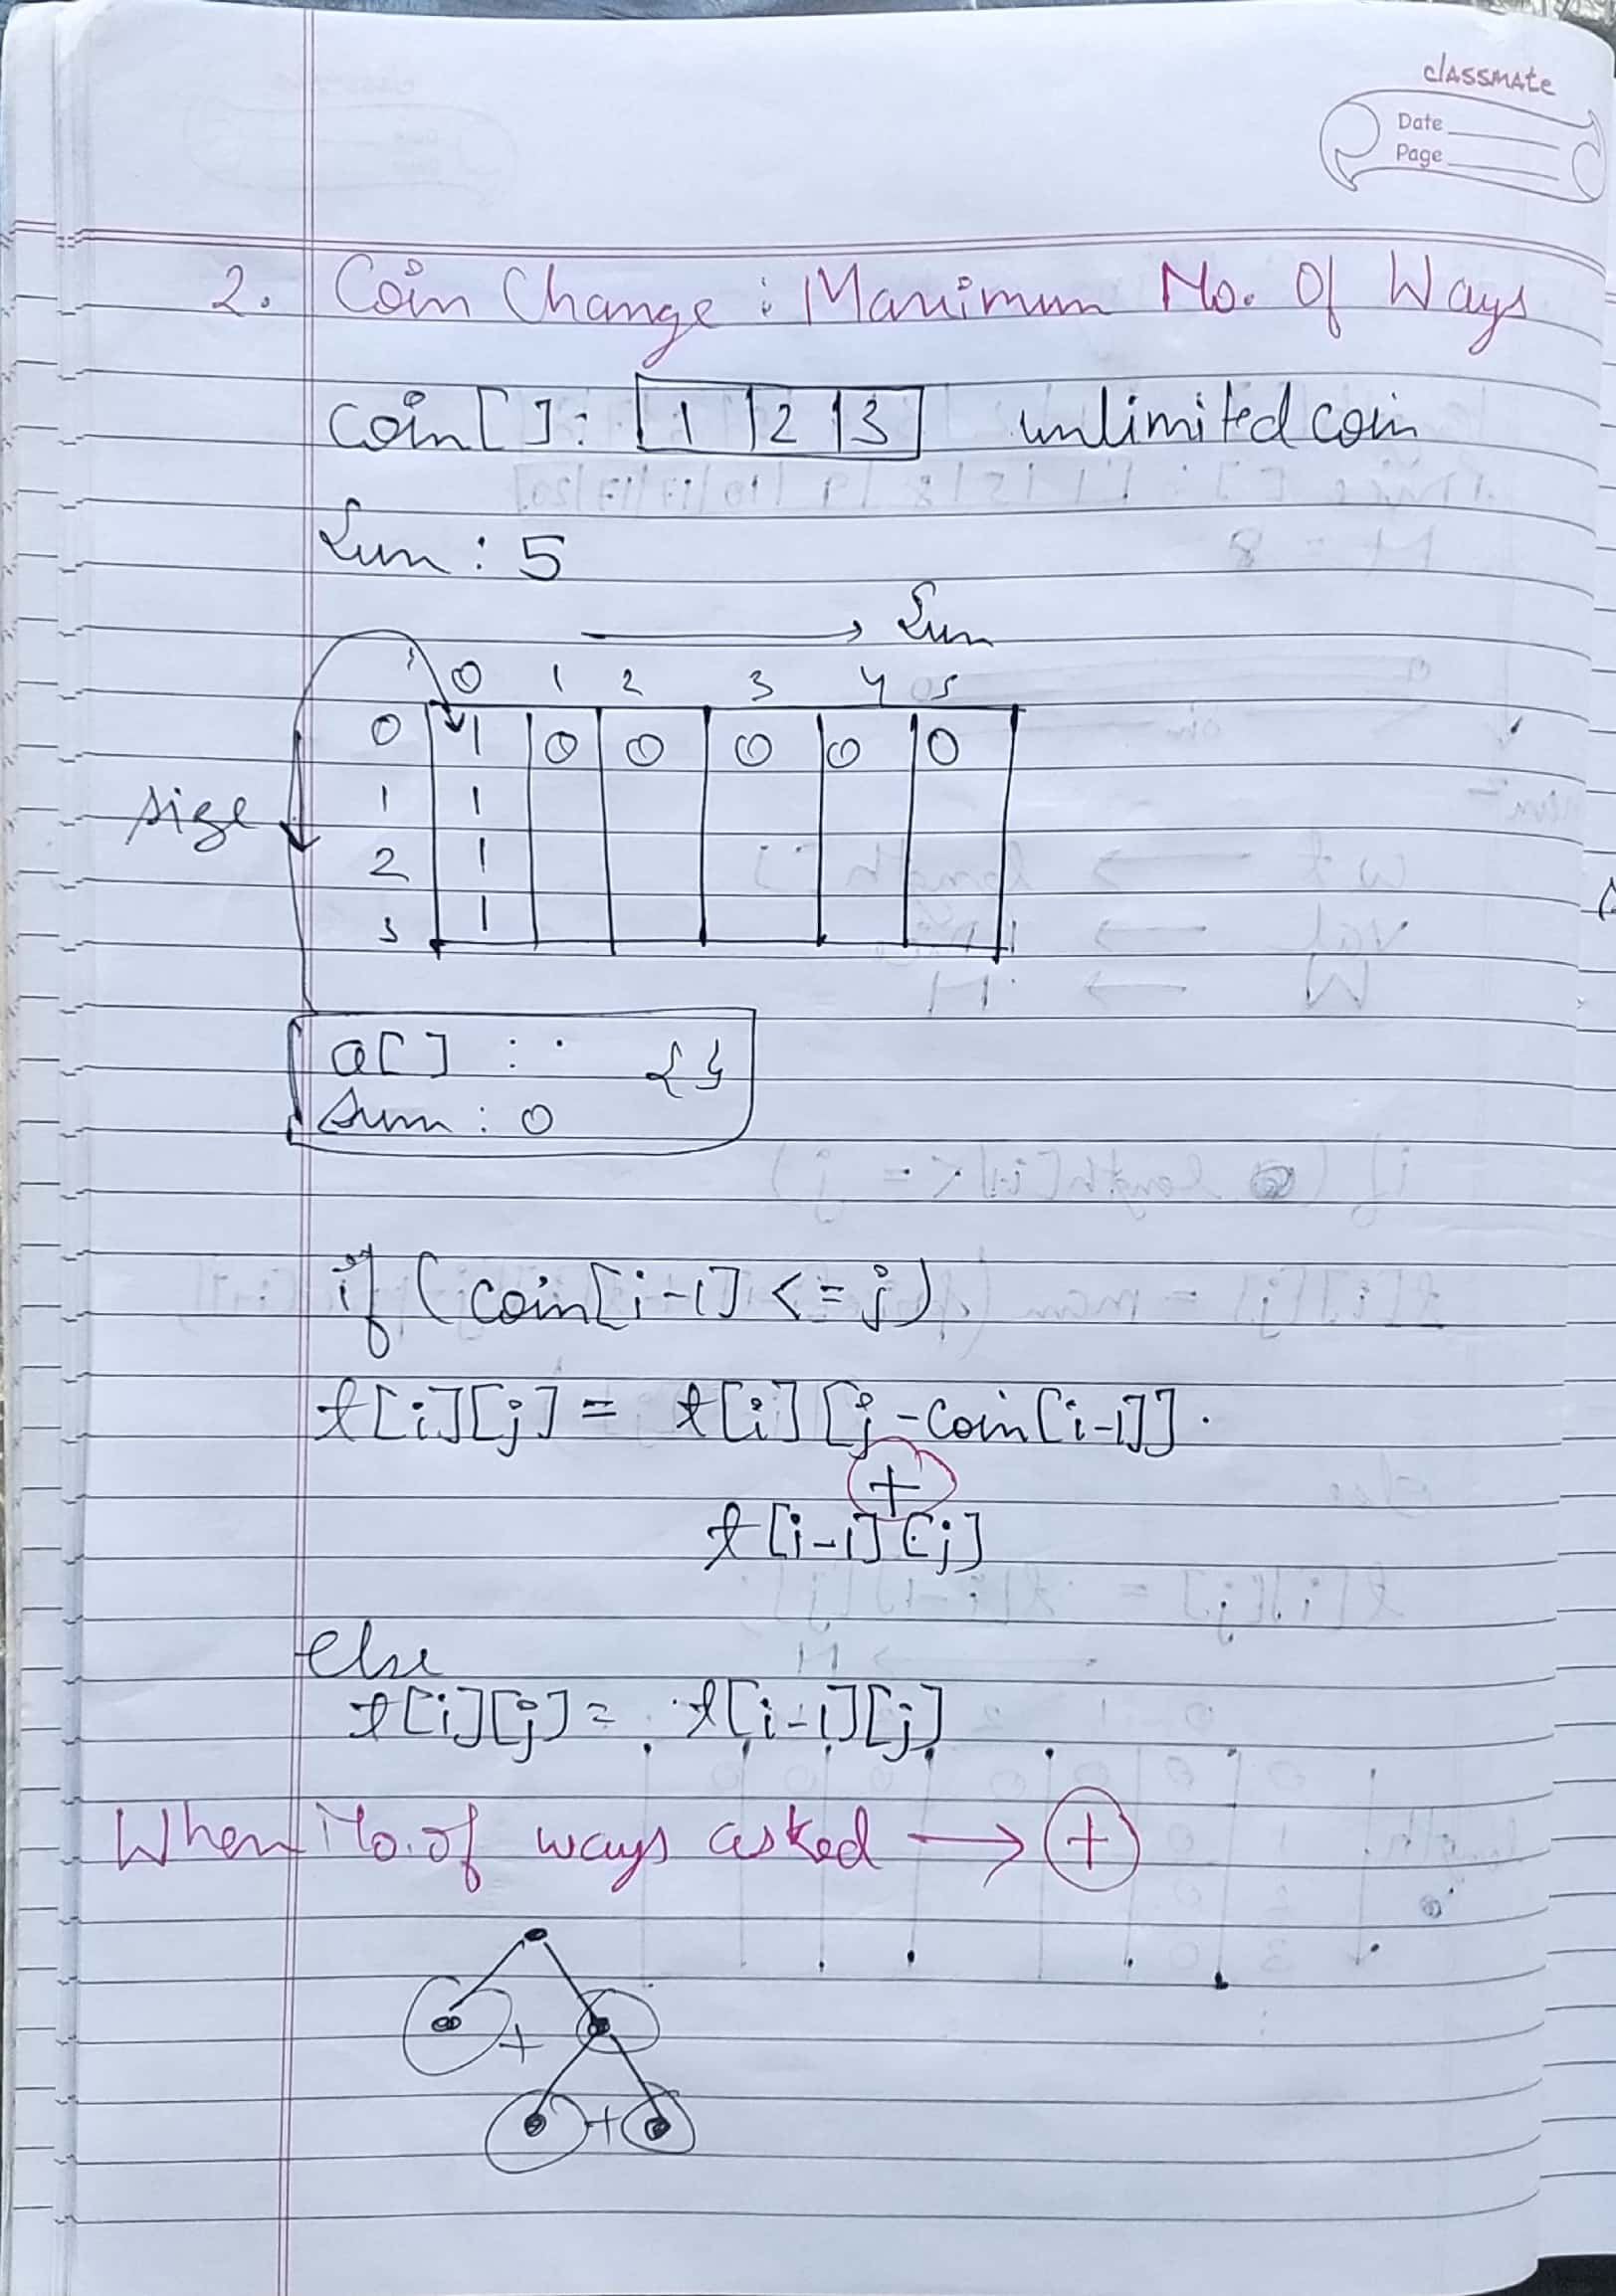 classmate
Date
Page
2. Coin Change : Maximum No. Of Ways
Coin [ ] : 1 | 2 | 3 unlimited coin
Sum : 5
→ Sum
0 1 2 3 4 5
0 1 0 0 0 0 0
size 1 1
2 1
3 1
a[ ] : {}
Sum : 0
if (coin[i-1] <= j)
t[i][j] = t[i][j-coin[i-1]]
+
t[i-1][j]
else
t[i][j] = t[i-1][j]
When No. of ways asked → +
+
+